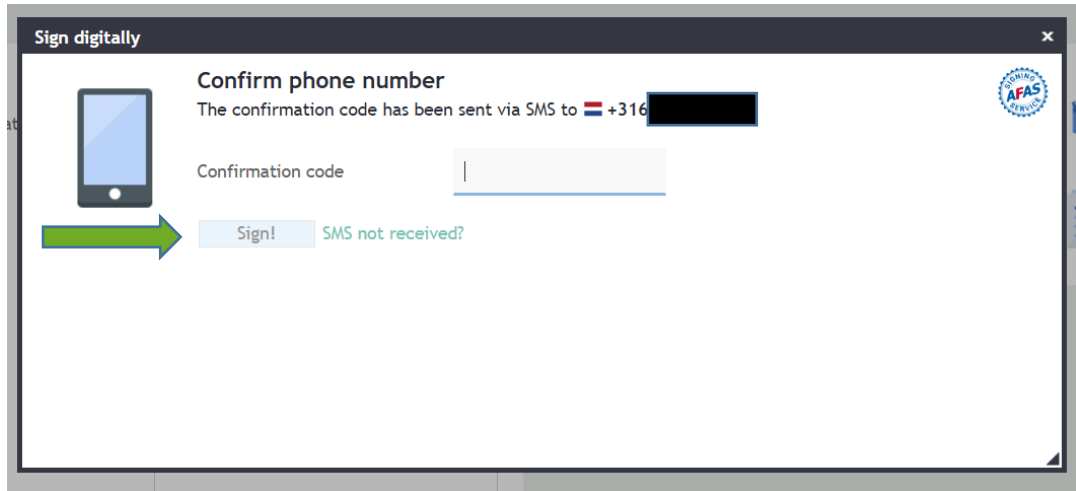 Sign digitally
Confirm phone number
The confirmation code has been sent via SMS to +316
SIGNING
AFAS
SERVICE
Confirmation code
Sign! SMS not received?